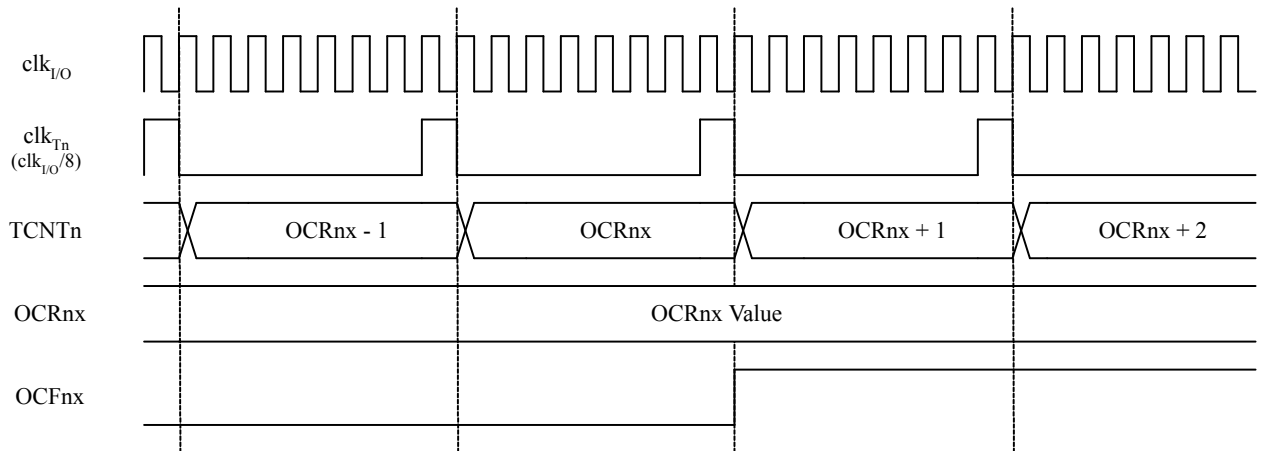 clkI/O
clkTn
(clkI/O/8)
TCNTn
OCRnx - 1
OCRnx
OCRnx + 1
OCRnx + 2
OCRnx
OCRnx Value
OCFnx